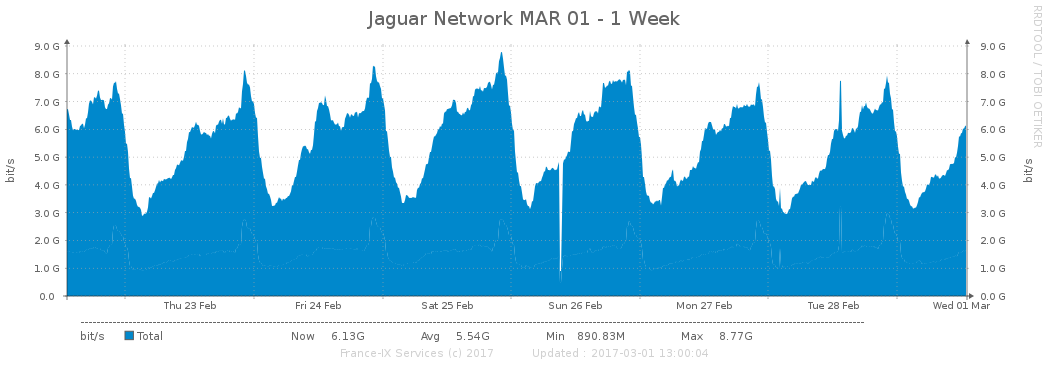 Jaguar Network MAR 01 - 1 Week
RRDTOOL / TOBI OETIKER
bit/s
bit/s
9.0 G 9.0 G
8.0 G 8.0 G
7.0 G 7.0 G
6.0 G 6.0 G
5.0 G 5.0 G
4.0 G 4.0 G
3.0 G 3.0 G
2.0 G 2.0 G
1.0 G 1.0 G
0.0 0.0 G
Thu 23 Feb Fri 24 Feb Sat 25 Feb Sun 26 Feb Mon 27 Feb Tue 28 Feb Wed 01 Mar
bit/s Total Now 6.13G Avg 5.54G Min 890.83M Max 8.77G
France-IX Services (c) 2017 Updated : 2017-03-01 13:00:04